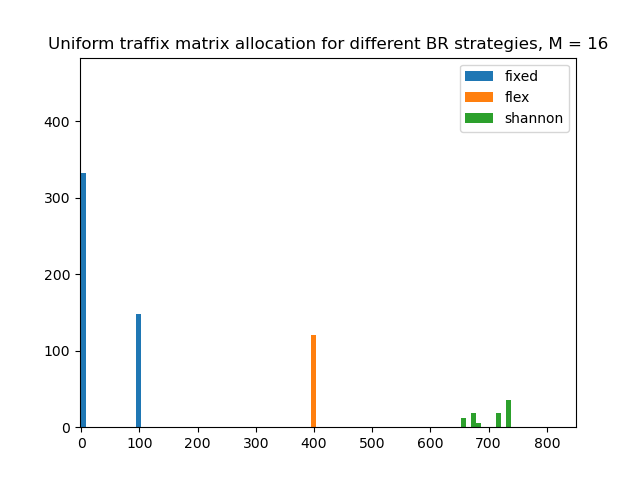 Uniform traffix matrix allocation for different BR strategies, M = 16
fixed
flex
shannon
400
300
200
100
0
0 100 200 300 400 500 600 700 800